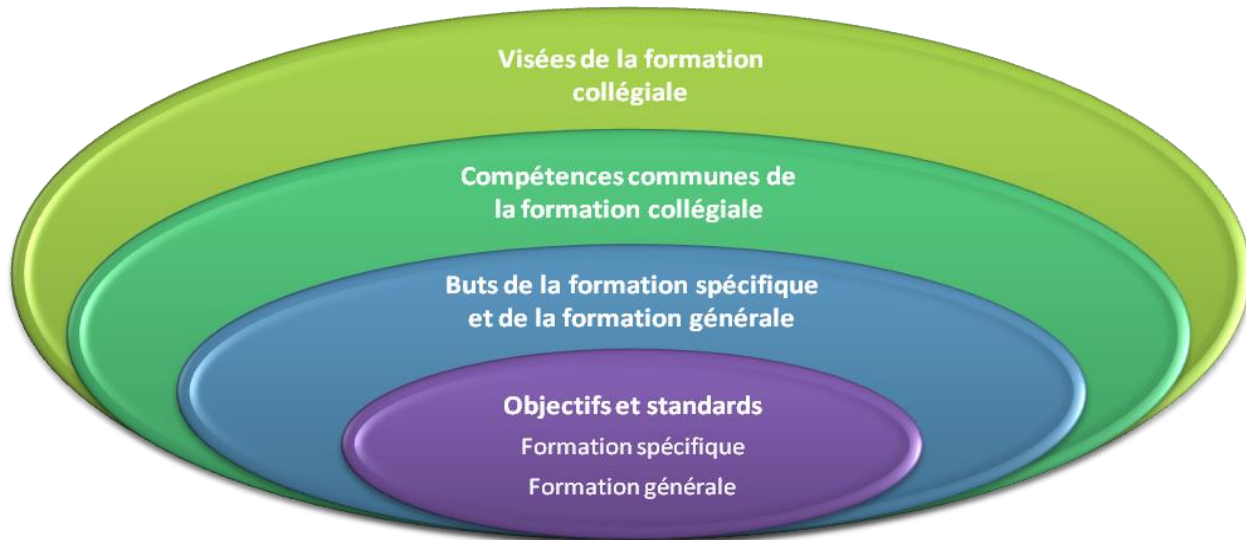 Visées de la formation
collégiale
Compétences communes de
la formation collégiale
Buts de la formation spécifique
et de la formation générale
Objectifs et standards
Formation spécifique
Formation générale